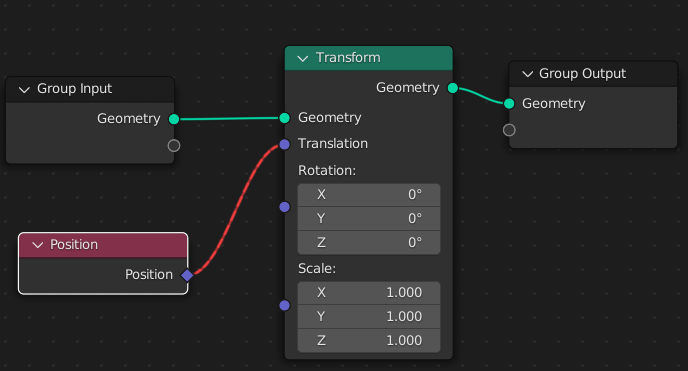 Group Input
Geometry
Position
Position
Transform
Geometry
Geometry
Translation
Rotation:
X 0°
Y 0°
Z 0°
Scale:
X 1.000
Y 1.000
Z 1.000
Group Output
Geometry